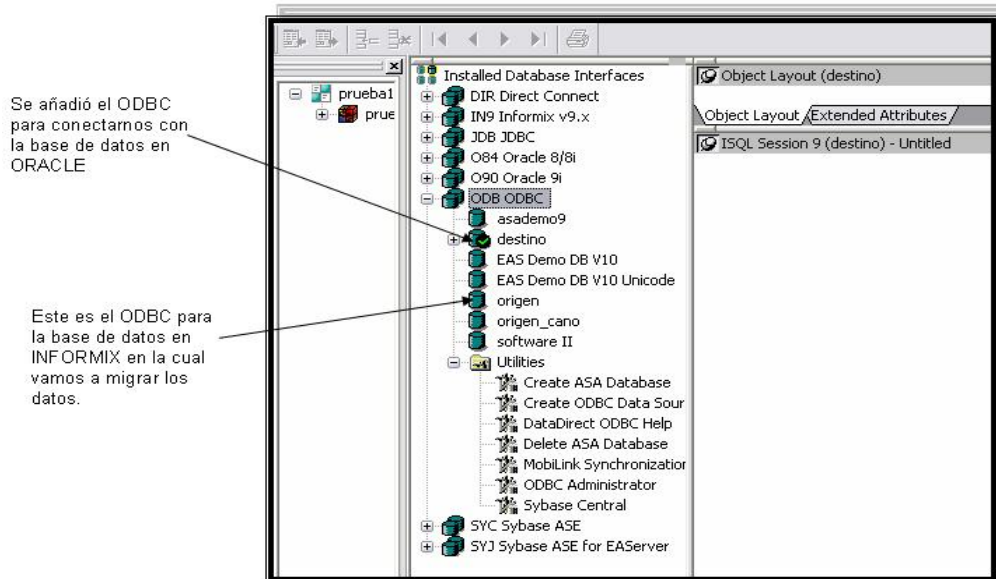 Se añadió el ODBC
para conectarnos con
la base de datos en
ORACLE
Este es el ODBC para
la base de datos en
INFORMIX en la cual
vamos a migrar los
datos.
prueba1
prue
Installed Database Interfaces
DIR Direct Connect
IN9 Informix v9.x
JDB JDBC
O84 Oracle 8/8i
O90 Oracle 9i
ODB ODBC
asademo9
destino
EAS Demo DB V10
EAS Demo DB V10 Unicode
origen
origen_cano
software II
Utilities
Create ASA Database
Create ODBC Data Sour
DataDirect ODBC Help
Delete ASA Database
MobiLink Synchronization
ODBC Administrator
Sybase Central
SYC Sybase ASE
SYJ Sybase ASE for EAServer
Object Layout (destino)
Object Layout Extended Attributes
ISQL Session 9 (destino) - Untitled